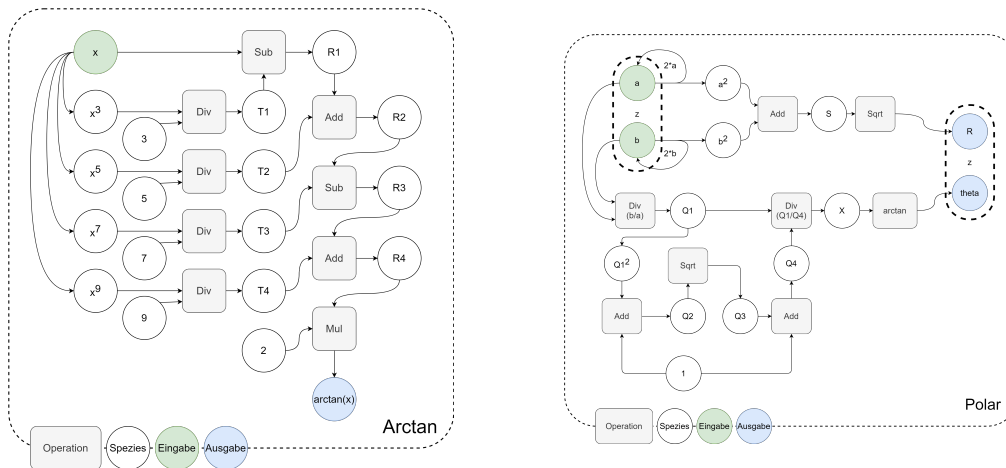 x
Sub
R1
x3
3
Div
T1
Add
R2
x5
5
Div
T2
Sub
R3
x7
7
Div
T3
Add
R4
x9
9
Div
T4
2
Mul
arctan(x)
Arctan
Operation
Spezies
Eingabe
Ausgabe
a
2*a
a2
z
b
2*b
b2
Add
S
Sqrt
R
z
theta
Div
(b/a)
Q1
Div
(Q1/Q4)
X
arctan
Q12
Sqrt
Q4
Add
Q2
Q3
Add
1
Polar
Operation
Spezies
Eingabe
Ausgabe